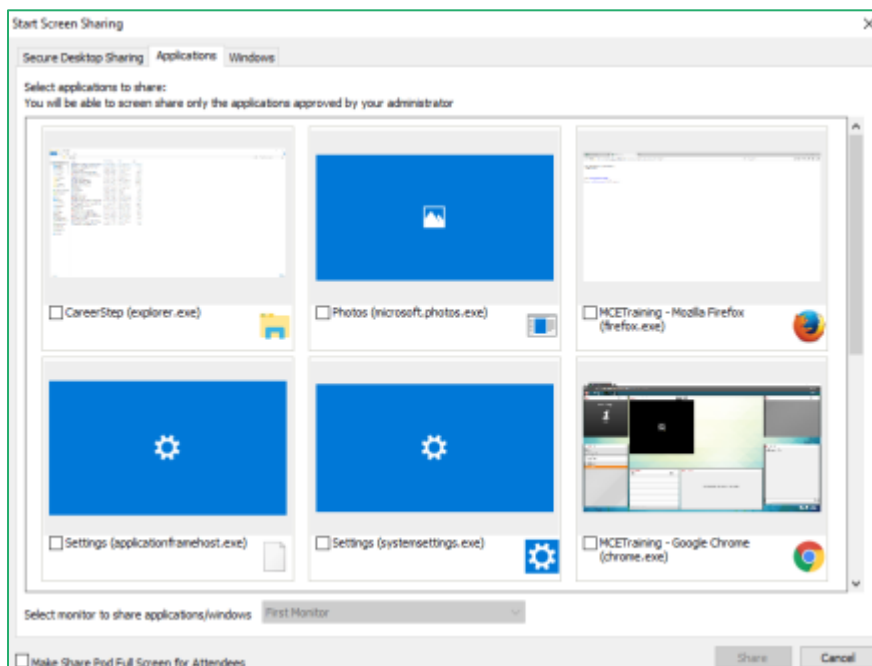 Start Screen Sharing
Secure Desktop Sharing Applications Windows
Select applications to share:
You will be able to screen share only the applications approved by your administrator
CareerStep (explorer.exe)
Photos (microsoft.photos.exe)
MCETraining - Mozilla Firefox
(firefox.exe)
Settings (applicationframehost.exe)
Settings (systemsettings.exe)
MCETraining - Google Chrome
(chrome.exe)
Select monitor to share applications/windows First Monitor
Make Share Pod Full Screen for Attendees
Share Cancel